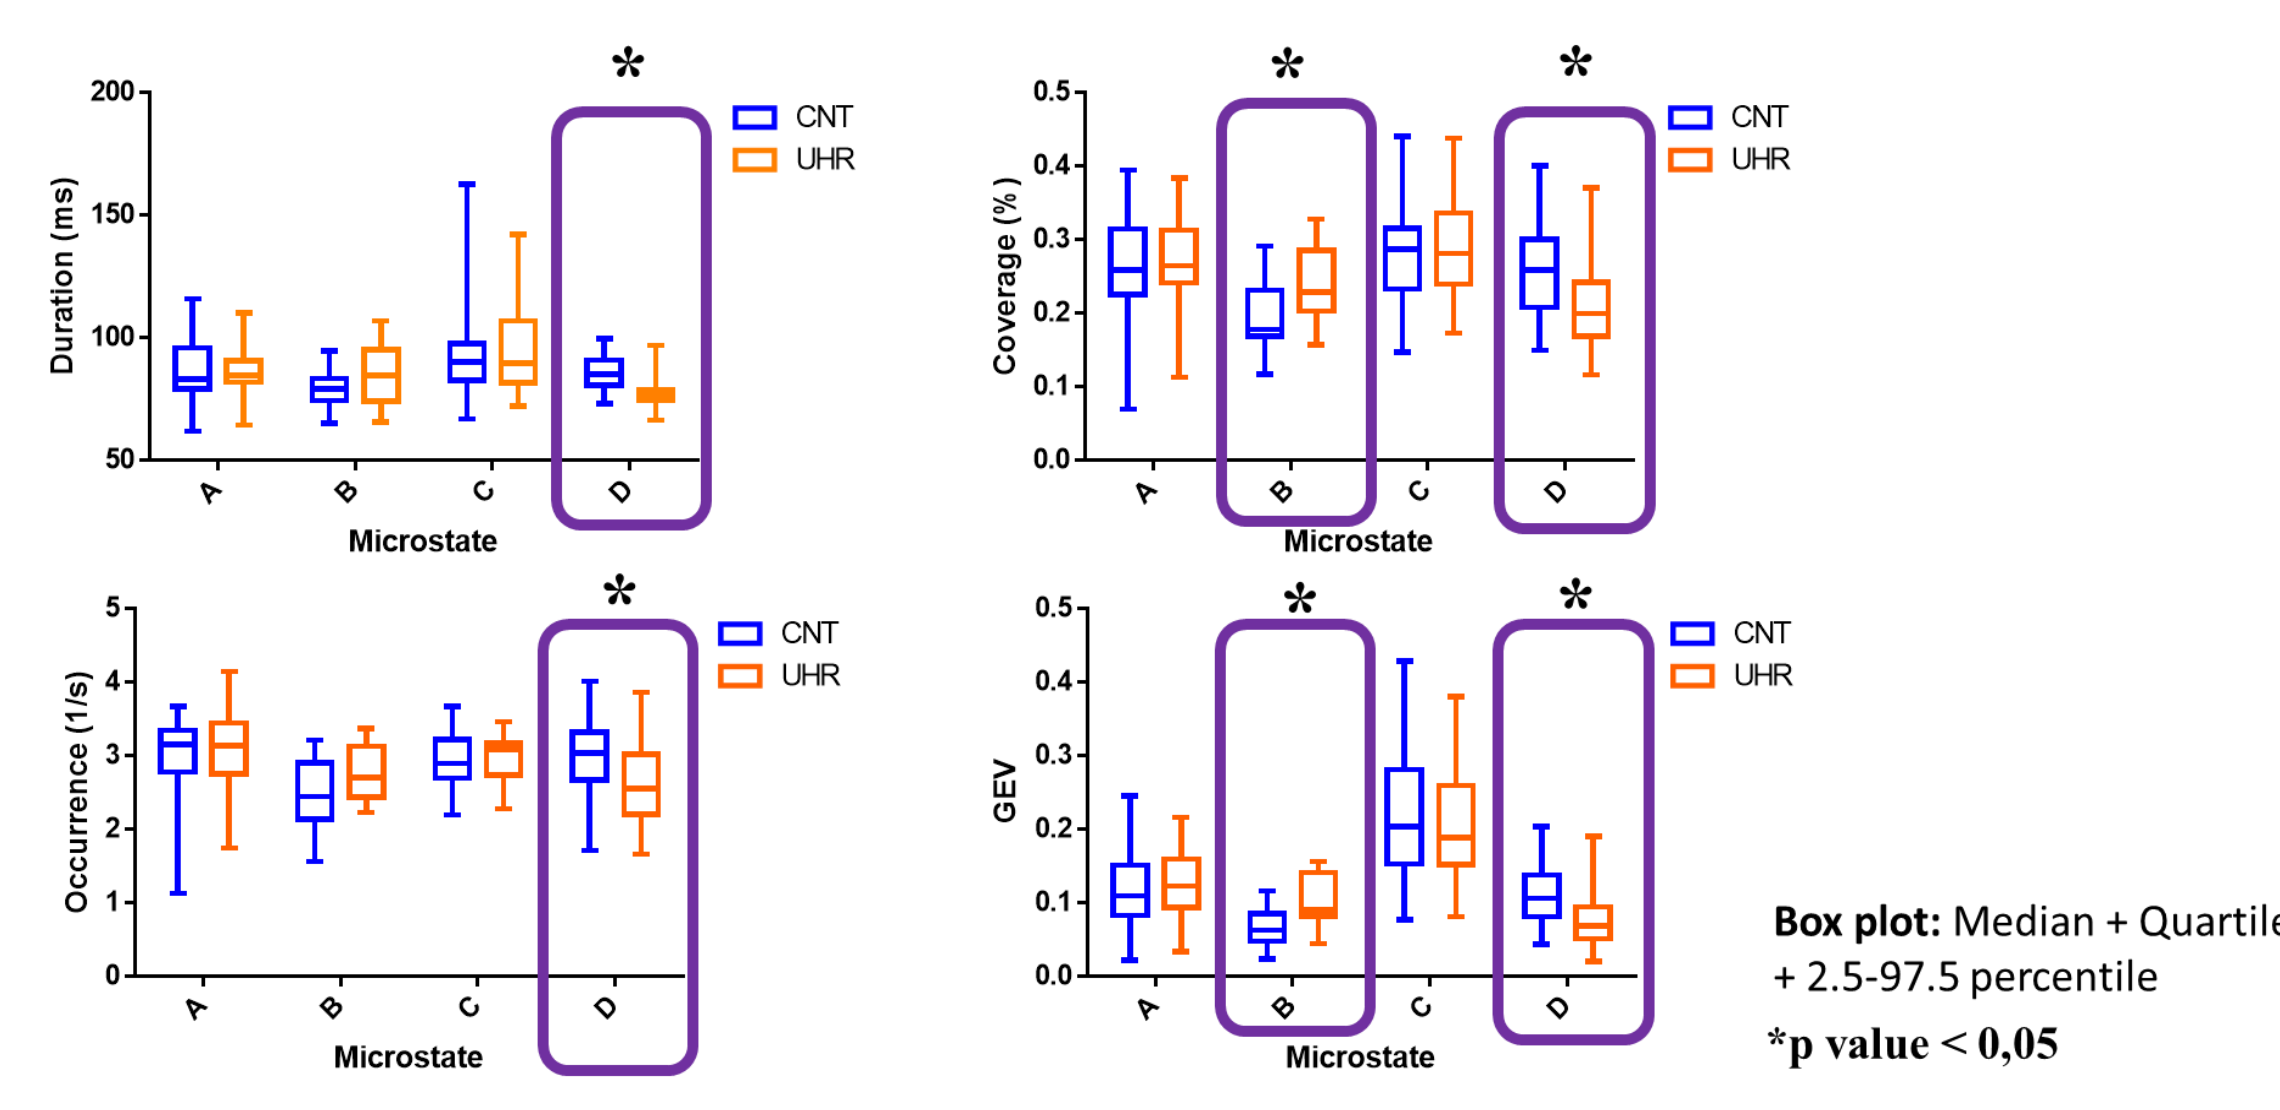 *
200
150
100
50
Duration (ms)
A
B
C
D
Microstate
CNT
UHR
*
*
0.5
0.4
0.3
0.2
0.1
0.0
Coverage (%)
A
B
C
D
Microstate
CNT
UHR
*
5
4
3
2
1
0
Occurrence (1/s)
A
B
C
D
Microstate
CNT
UHR
*
*
0.5
0.4
0.3
0.2
0.1
0.0
GEV
A
B
C
D
Microstate
CNT
UHR
Box plot: Median + Quartile
+ 2.5-97.5 percentile
*p value < 0,05